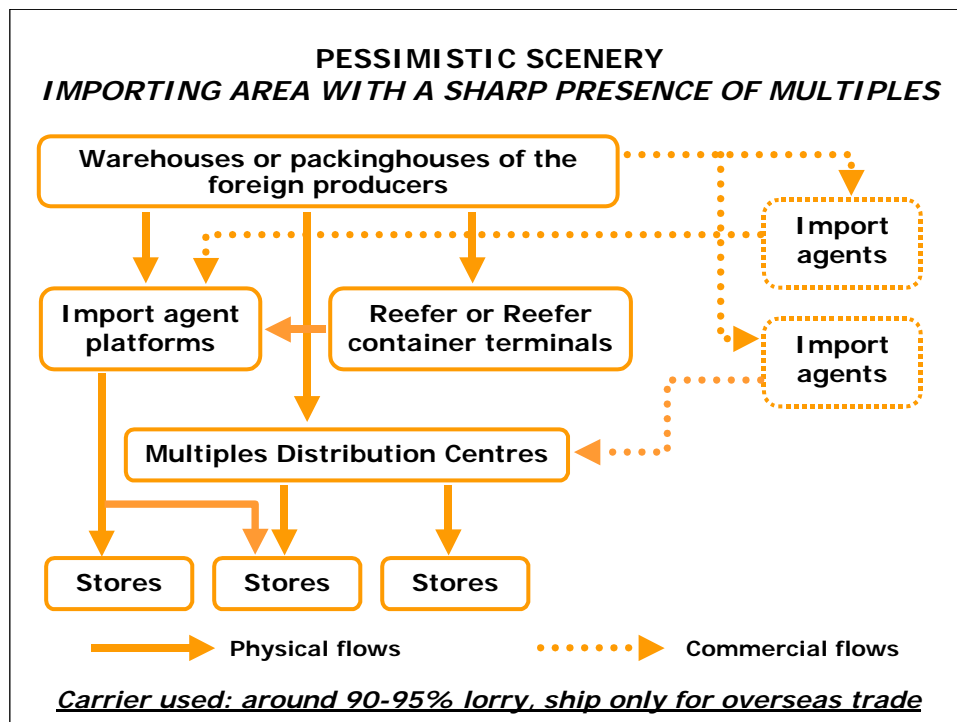 PESSIMISTIC SCENERY
IMPORTING AREA WITH A SHARP PRESENCE OF MULTIPLES
Warehouses or packinghouses of the
foreign producers
Import
agents
Import agent
platforms
Reefer or Reefer
container terminals
Import
agents
Multiples Distribution Centres
Stores
Stores
Stores
Physical flows
Commercial flows
Carrier used: around 90-95% lorry, ship only for overseas trade